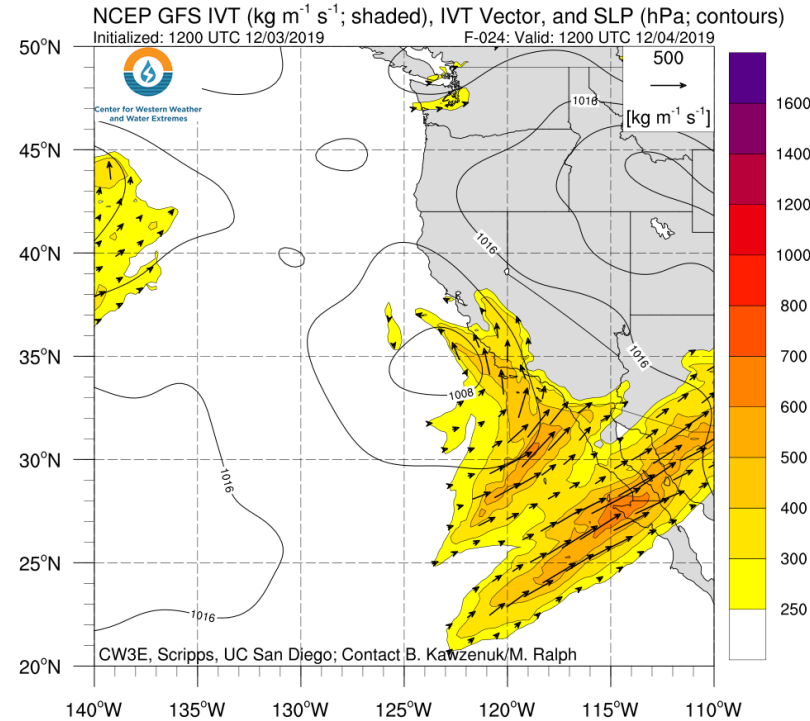 NCEP GFS IVT (kg m⁻¹ s⁻¹; shaded), IVT Vector, and SLP (hPa; contours)
Initialized: 1200 UTC 12/03/2019
F-024: Valid: 1200 UTC 12/04/2019
50°N
45°N
40°N
35°N
30°N
25°N
20°N
Center for Western Weather
and Water Extremes
500
[kg m⁻¹ s⁻¹]
1016
1016
1016
1008
1016
1016
CW3E, Scripps, UC San Diego; Contact B. Kawzenuk/M. Ralph
140°W
135°W
130°W
125°W
120°W
115°W
110°W
1600
1400
1200
1000
800
700
600
500
400
300
250